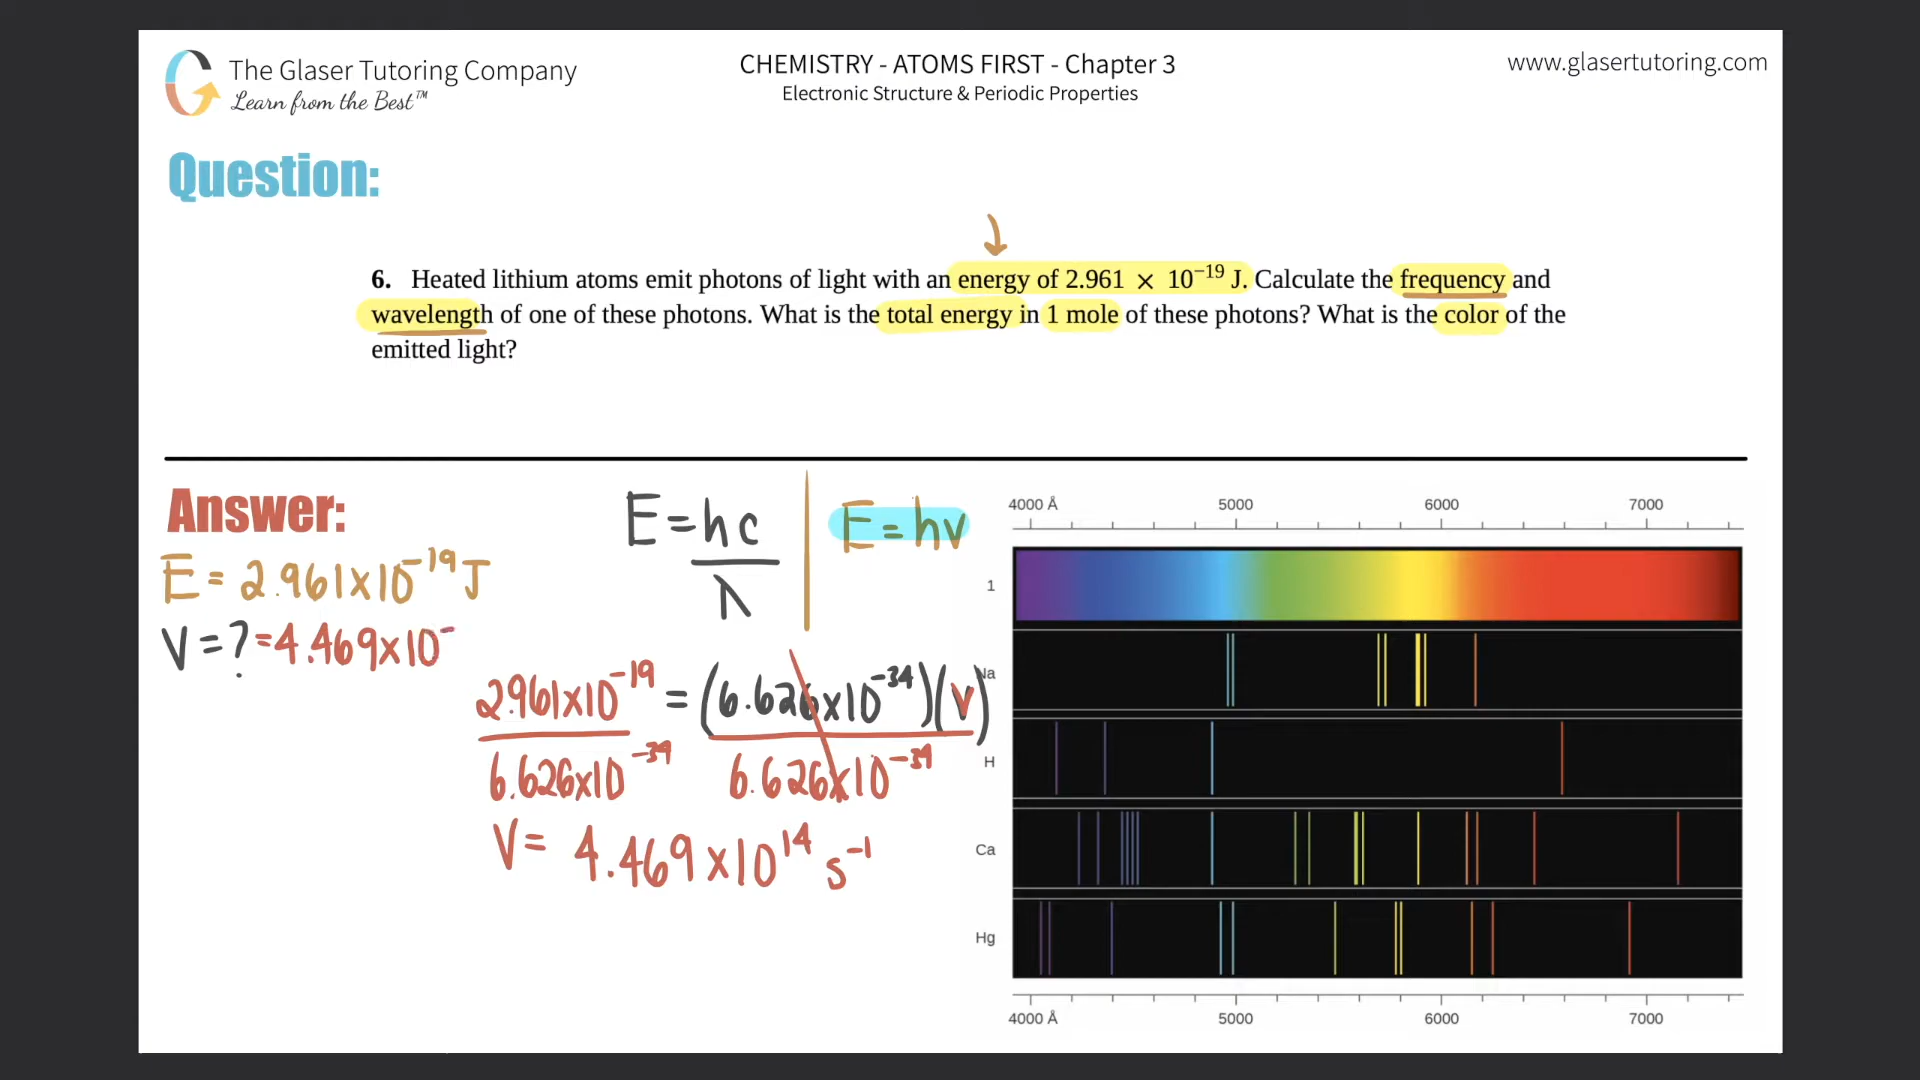 The Glaser Tutoring Company
Learn from the Best™
CHEMISTRY - ATOMS FIRST - Chapter 3
Electronic Structure & Periodic Properties
www.glasertutoring.com
Question:
6. Heated lithium atoms emit photons of light with an energy of 2.961 × 10⁻¹⁹ J. Calculate the frequency and
wavelength of one of these photons. What is the total energy in 1 mole of these photons? What is the color of the
emitted light?
Answer:
E = 2.961x10⁻¹⁹ J
V = ? = 4.469x10⁻
E = hc
λ
E = hv
2.961x10⁻¹⁹ = (6.626x10⁻³⁴)(v)
6.626x10⁻³⁴ 6.626x10⁻³⁴
V = 4.469x10¹⁴ s⁻¹
4000 Å 5000 6000 7000
1
Na
H
Ca
Hg
4000 Å 5000 6000 7000